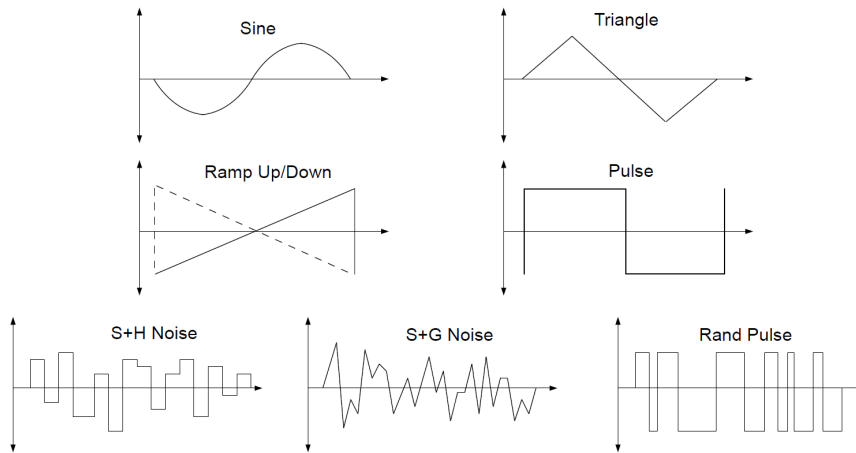 Sine
Triangle
Ramp Up/Down
Pulse
S+H Noise
S+G Noise
Rand Pulse